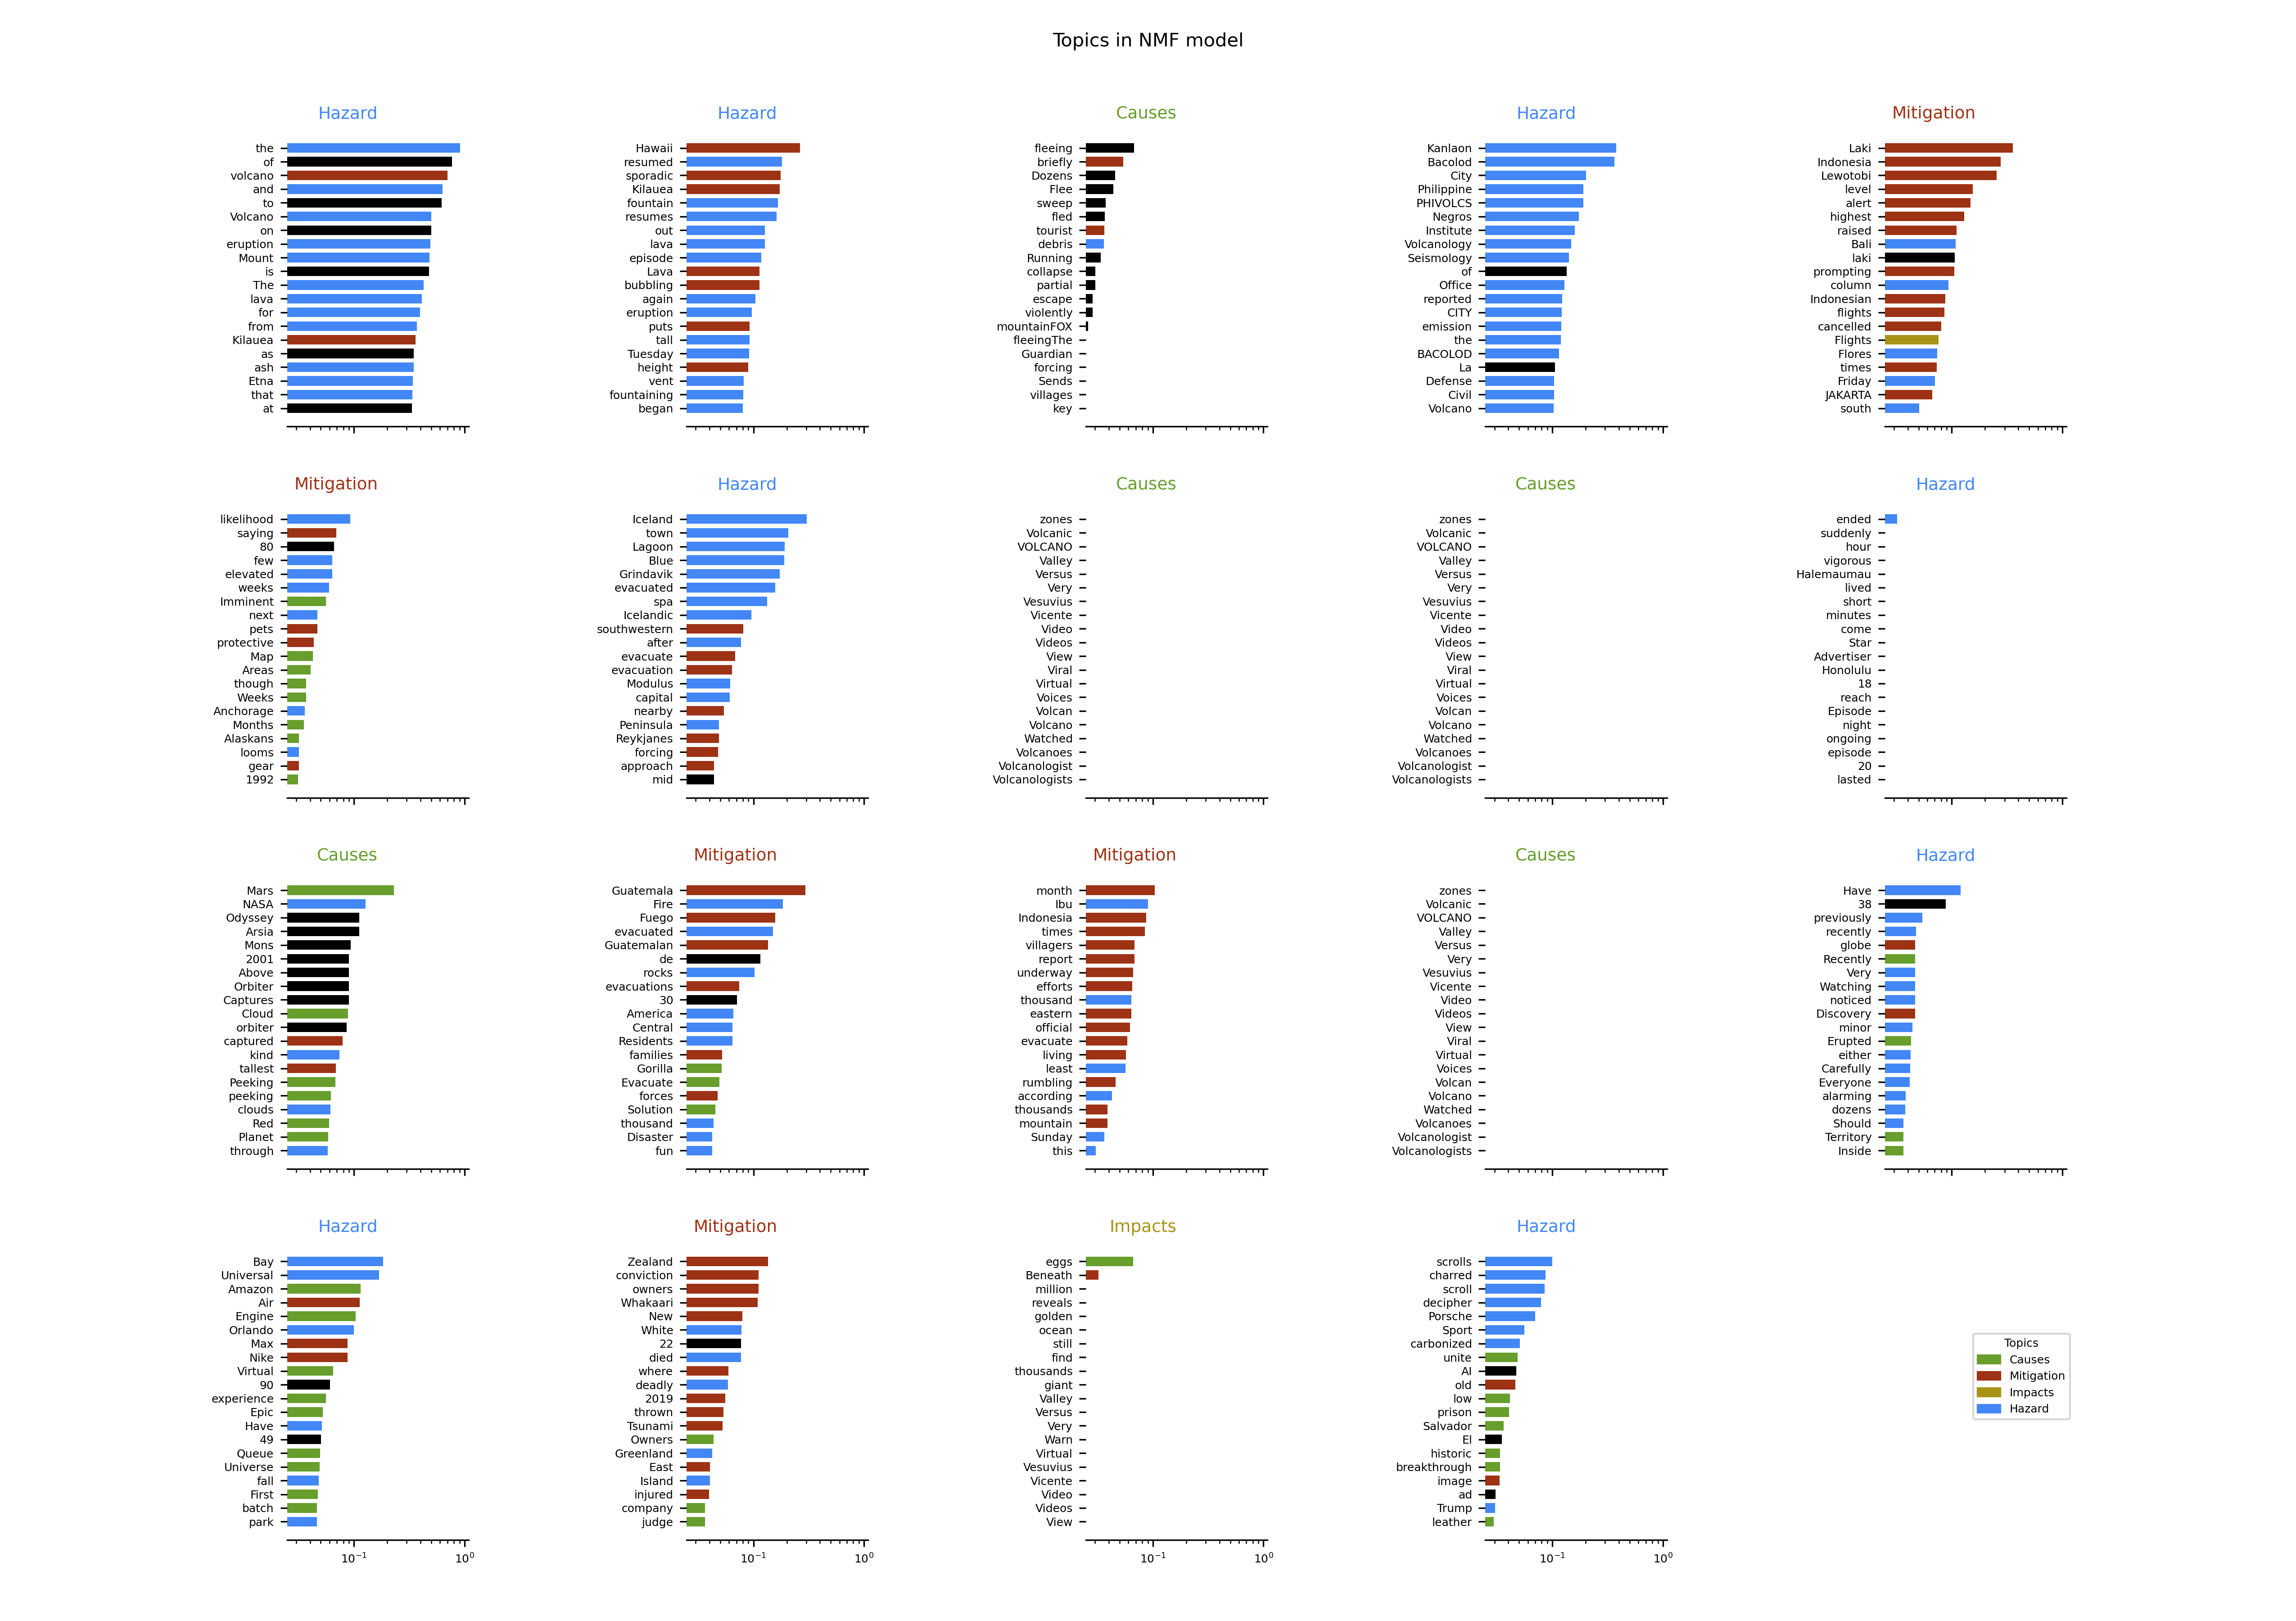 Topics in NMF model
Hazard
the
of
volcano
and
to
Volcano
on
eruption
Mount
is
The
lava
for
from
Kilauea
as
ash
Etna
that
at
Hazard
Hawaii
resumed
sporadic
Kilauea
fountain
resumes
out
lava
episode
Lava
bubbling
again
eruption
puts
tall
Tuesday
height
vent
fountaining
began
Causes
fleeing
briefly
Dozens
Flee
sweep
fled
tourist
debris
Running
collapse
partial
escape
violently
mountainFOX
fleeingThe
Guardian
forcing
Sends
villages
key
Hazard
Kanlaon
Bacolod
City
Philippine
PHIVOLCS
Negros
Institute
Volcanology
Seismology
of
Office
reported
CITY
emission
the
BACOLOD
La
Defense
Civil
Volcano
Mitigation
Laki
Indonesia
Lewotobi
level
alert
highest
raised
Bali
laki
prompting
column
Indonesian
flights
cancelled
Flights
Flores
times
Friday
JAKARTA
south
Mitigation
likelihood
saying
80
few
elevated
weeks
Imminent
next
pets
protective
Map
Areas
though
Weeks
Anchorage
Months
Alaskans
looms
gear
1992
Hazard
Iceland
town
Lagoon
Blue
Grindavik
evacuated
spa
Icelandic
southwestern
after
evacuate
evacuation
Modulus
capital
nearby
Peninsula
Reykjanes
forcing
approach
mid
Causes
zones
Volcanic
VOLCANO
Valley
Versus
Very
Vesuvius
Vicente
Video
Videos
View
Viral
Virtual
Voices
Volcan
Volcano
Watched
Volcanoes
Volcanologist
Volcanologists
Causes
zones
Volcanic
VOLCANO
Valley
Versus
Very
Vesuvius
Vicente
Video
Videos
View
Viral
Virtual
Voices
Volcan
Volcano
Watched
Volcanoes
Volcanologist
Volcanologists
Hazard
ended
suddenly
hour
vigorous
Halemaumau
lived
short
minutes
come
Star
Advertiser
Honolulu
18
reach
Episode
night
ongoing
episode
20
lasted
Causes
Mars
NASA
Odyssey
Arsia
Mons
2001
Above
Orbiter
Captures
Cloud
orbiter
captured
kind
tallest
Peeking
peeking
clouds
Red
Planet
through
Mitigation
Guatemala
Fire
Fuego
evacuated
Guatemalan
de
rocks
evacuations
30
America
Central
Residents
families
Gorilla
Evacuate
forces
Solution
thousand
Disaster
fun
Mitigation
month
Ibu
Indonesia
times
villagers
report
underway
efforts
thousand
eastern
official
evacuate
living
least
rumbling
according
thousands
mountain
Sunday
this
Causes
zones
Volcanic
VOLCANO
Valley
Versus
Very
Vesuvius
Vicente
Video
Videos
View
Viral
Virtual
Voices
Volcan
Volcano
Watched
Volcanoes
Volcanologist
Volcanologists
Hazard
Have
38
previously
recently
globe
Recently
Very
Watching
noticed
Discovery
minor
Erupted
either
Carefully
Everyone
alarming
dozens
Should
Territory
Inside
Hazard
Bay
Universal
Amazon
Air
Engine
Orlando
Max
Nike
Virtual
90
experience
Epic
Have
49
Queue
Universe
fall
First
batch
park
10⁻¹ 10⁰
Mitigation
Zealand
conviction
owners
Whakaari
New
White
22
died
where
deadly
2019
thrown
Tsunami
Owners
Greenland
East
Island
injured
company
judge
10⁻¹ 10⁰
Impacts
eggs
Beneath
million
reveals
golden
ocean
still
find
thousands
giant
Valley
Versus
Very
Warn
Virtual
Vesuvius
Vicente
Video
Videos
View
10⁻¹ 10⁰
Hazard
scrolls
charred
scroll
decipher
Porsche
Sport
carbonized
unite
AI
old
low
prison
Salvador
El
historic
breakthrough
image
ad
Trump
leather
10⁻¹ 10⁰
Topics
Causes
Mitigation
Impacts
Hazard